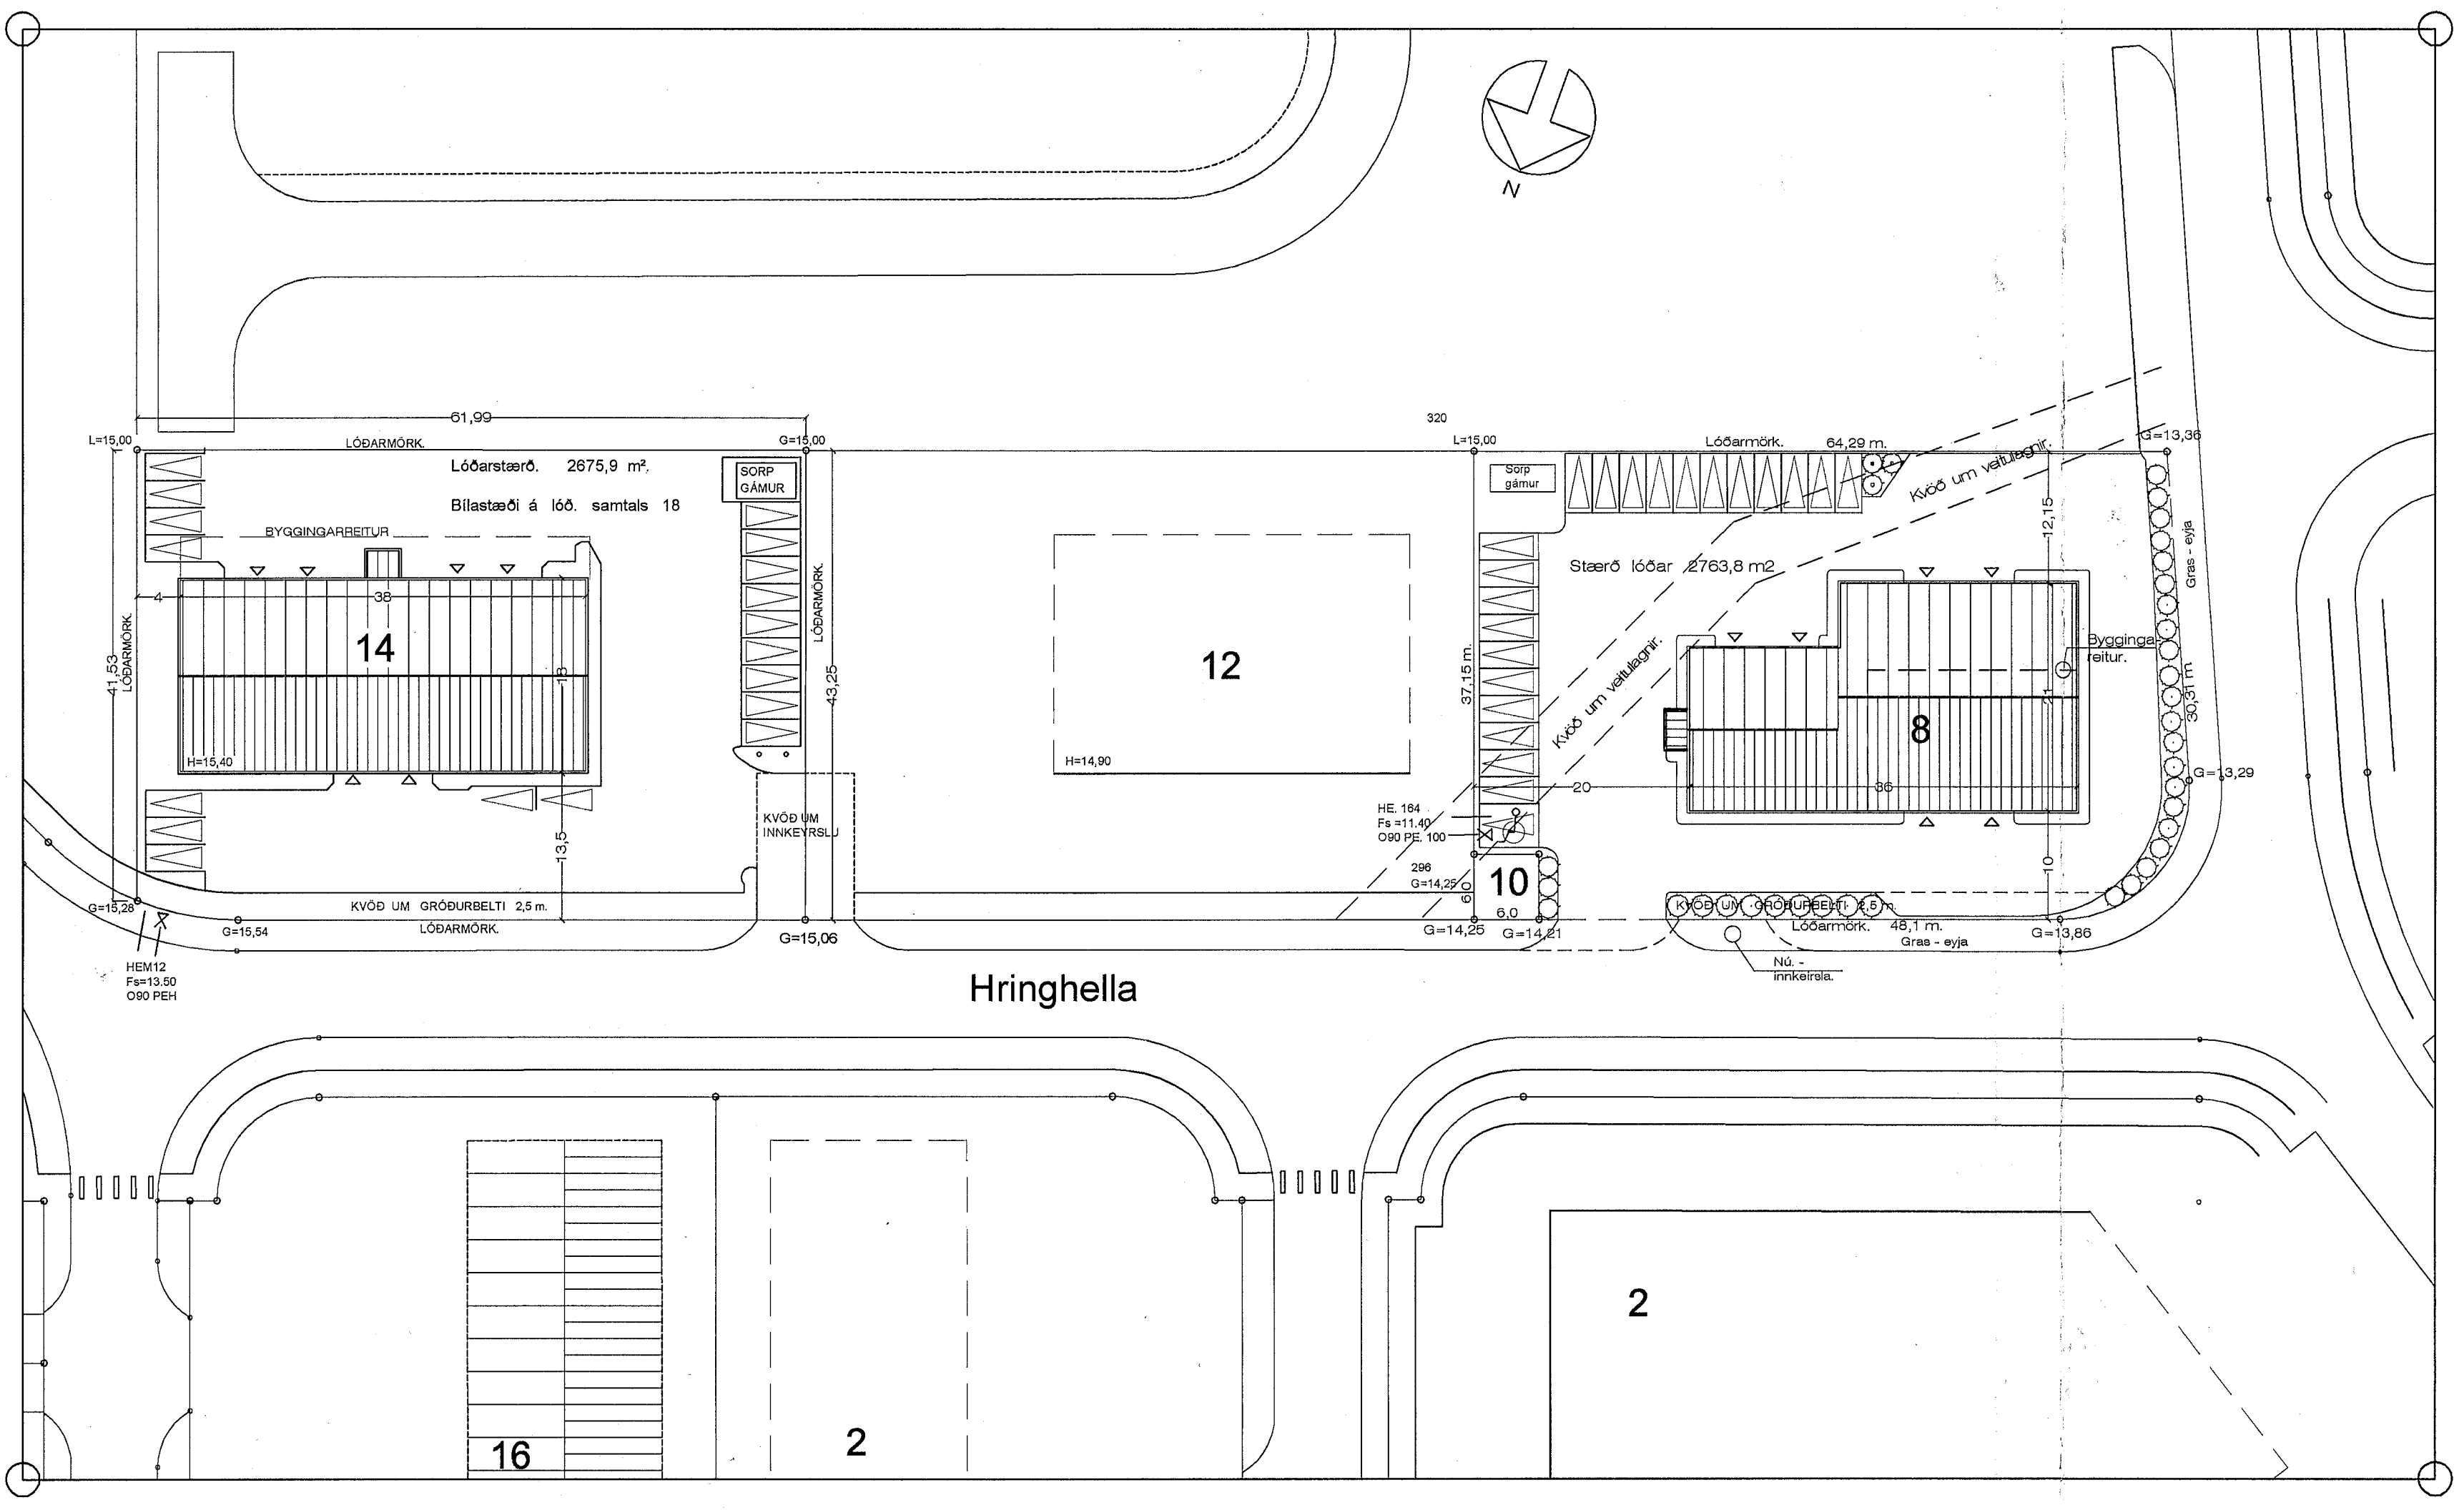 N
61,99
320
L=15,00
LÓÐARMÖRK.
G=15,00
L=15,00
Lóðarmörk.
64,29 m.
G=13,36
Lóðarstærð. 2675,9 m².
SORP
GÁMUR
Sorp
gámur
Kvöð um veitulagnir.
Bílastæði á lóð. samtals 18
BYGGINGARREITUR
12,15
Gras - eyja
Stærð lóðar 2763,8 m2
4
38
LÓÐARMÖRK.
LÓÐARMÖRK.
14
12
41,53
18
43,25
37,15 m.
Kvöð um veitulagnir.
Bygginga-
reitur.
21
8
30,31 m
H=15,40
H=14,90
G=13,29
20
36
HE. 164
Fs =11.40
O90 PE. 100
KVÖÐ UM
INNKEYRSLU
13,5
10
296
G=14,25
6,0
10
6,0
G=15,28
KVÖÐ UM GRÓÐURBELTI 2,5 m.
KVÖÐ UM GRÓÐURBELTI 2,5 m.
G=15,54
LÓÐARMÖRK.
G=15,06
G=14,25
G=14,21
Lóðarmörk. 48,1 m.
G=13,86
Gras - eyja
HEM12
Fs=13.50
O90 PEH
Nú. -
innkeirsla.
Hringhella
2
16
2